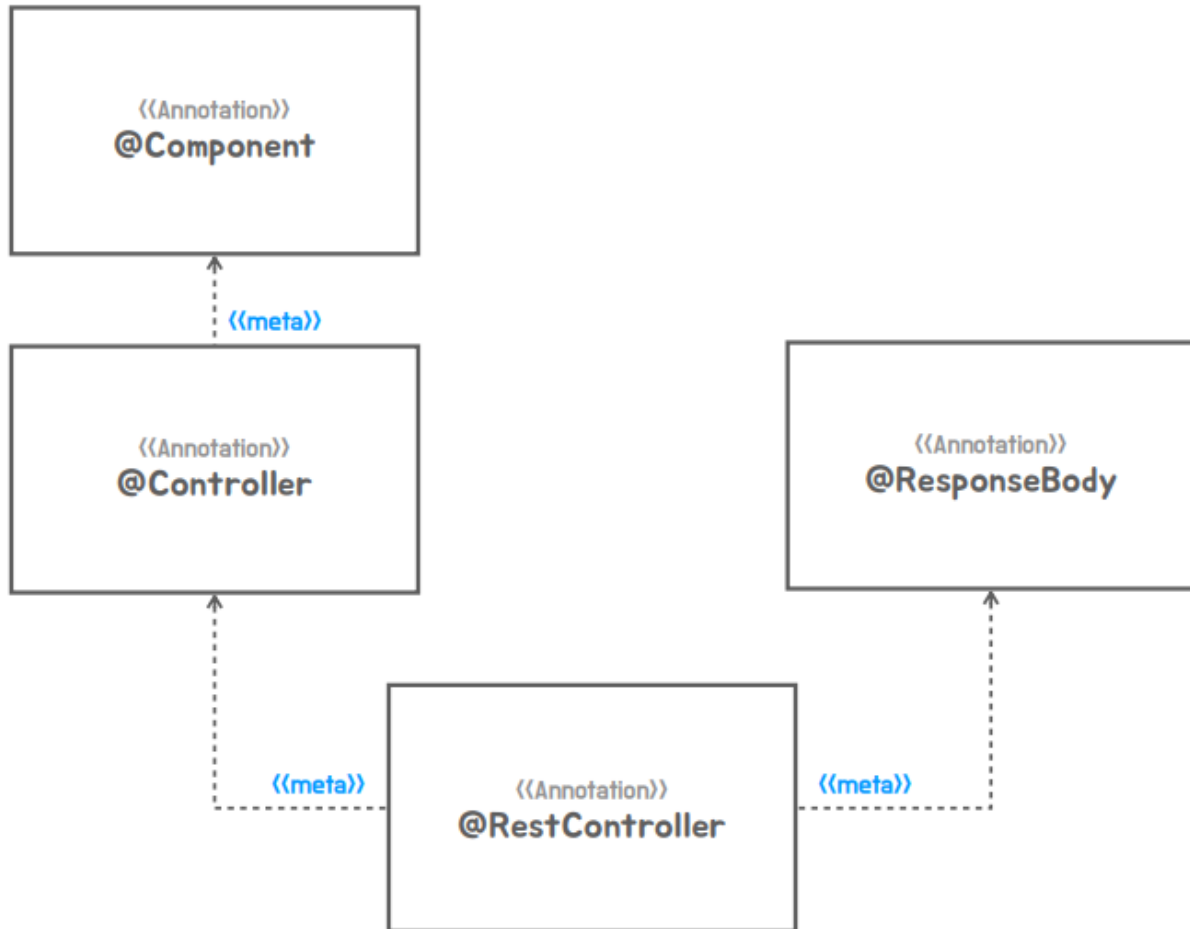 《Annotation》
@Component
《meta》
《Annotation》
@Controller
《Annotation》
@ResponseBody
《meta》
《Annotation》
@RestController
《meta》